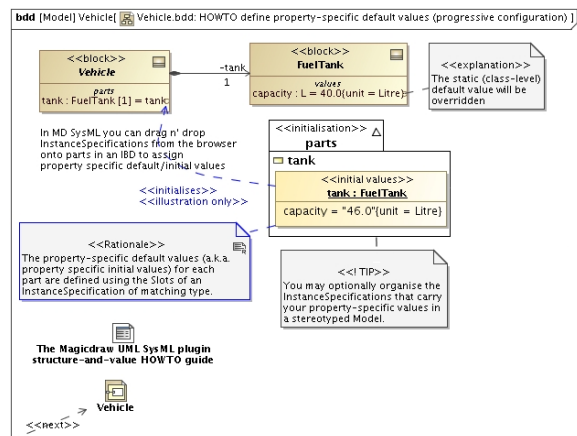 bdd [Model] Vehicle[ Vehicle.bdd: HOWTO define property-specific default values (progressive configuration) ]
<<block>>
Vehicle
parts
tank : FuelTank [1] = tank
-tank
1
<<block>>
FuelTank
values
capacity : L = 40.0{unit = Litre}
<<explanation>>
The static (class-level)
default value will be
overridden
In MD SysML you can drag n' drop
InstanceSpecifications from the browser
onto parts in an IBD to assign
property specific default/initial values
<<initialises>>
<<illustration only>>
<<initialisation>>
parts
tank
<<initial values>>
tank : FuelTank
capacity = "46.0"{unit = Litre}
<<Rationale>>
The property-specific default values (a.k.a.
property specific initial values) for each
part are defined using the Slots of an
InstanceSpecification of matching type.
<<! TIP>>
You may optionally organise the
InstanceSpecifications that carry
your property-specific values in
a stereotyped Model.
The Magicdraw UML SysML plugin
structure-and-value HOWTO guide
Vehicle
<<next>>